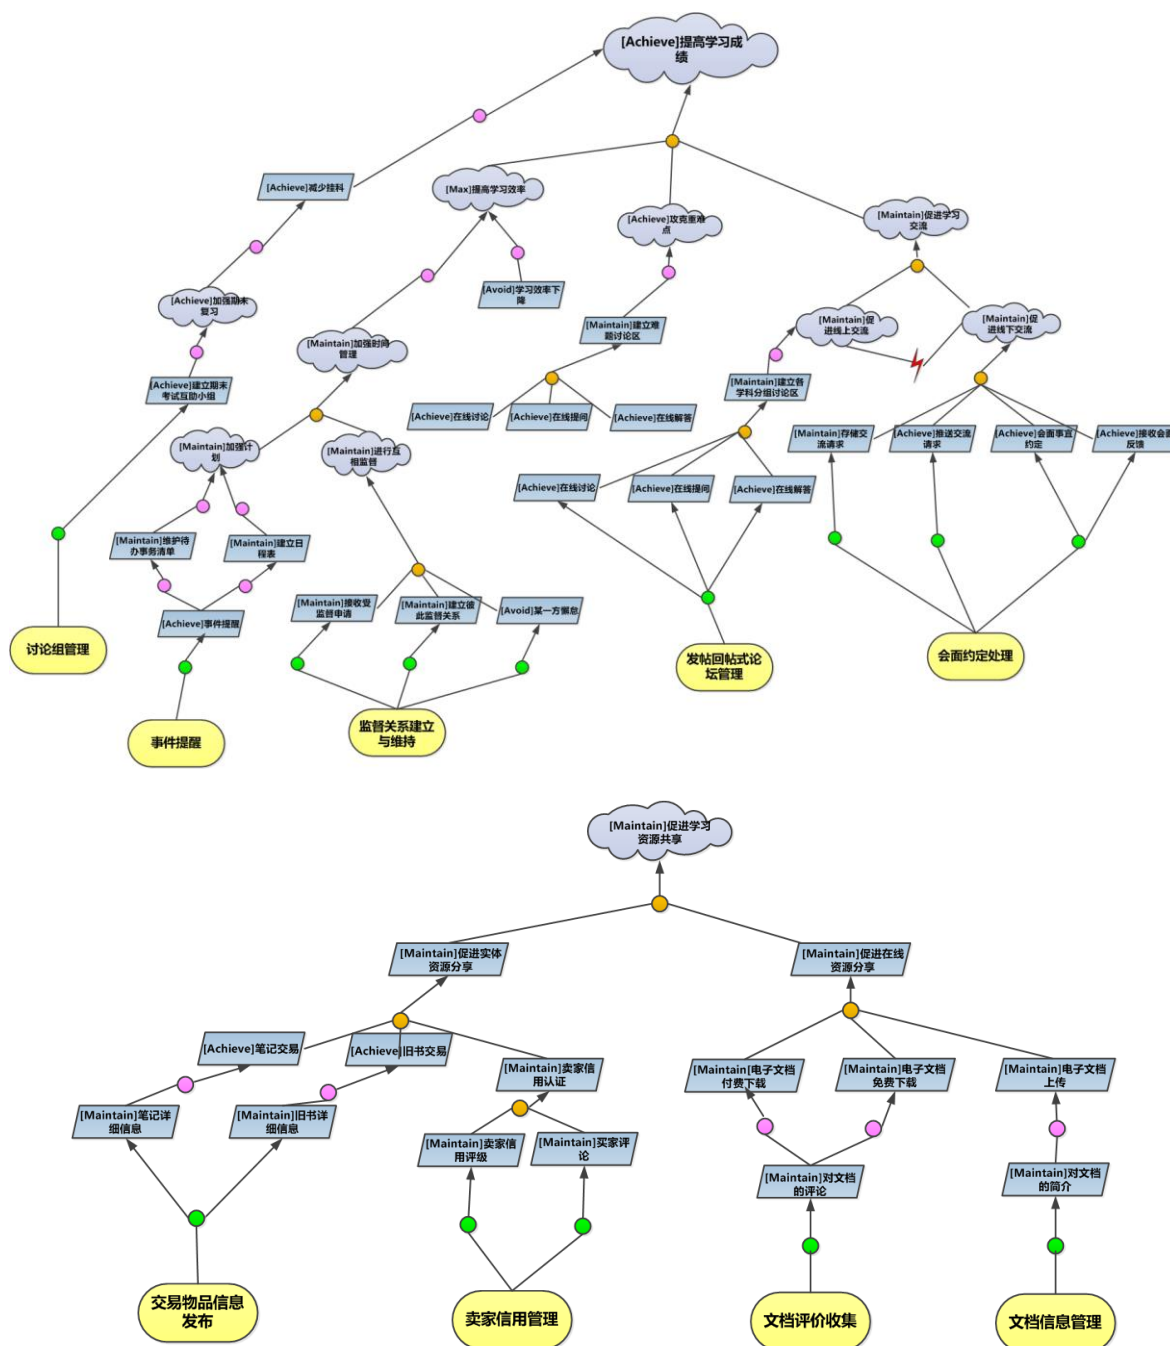 [Achieve]提高学习成
绩
[Achieve]减少挂科
[Max]提高学习效率
[Achieve]攻克重难
点
[Maintain]促进学习
交流
[Achieve]加强期末
复习
[Avoid]学习效率下
降
[Maintain]加强时间
管理
[Maintain]建立难
题讨论区
[Maintain]促
进线上交流
[Maintain]促
进线下交流
[Achieve]建立期末
考试互助小组
[Maintain]建立各
学科分组讨论区
[Achieve]在线讨论
[Achieve]在线提问
[Achieve]在线解答
[Maintain]加强计
划
[Maintain]进行互
相监督
[Maintain]存储交
流请求
[Achieve]推送交流
请求
[Achieve]会面事宜
约定
[Achieve]接收会面
反馈
[Achieve]在线讨论
[Achieve]在线提问
[Achieve]在线解答
[Maintain]维护待
办事务清单
[Maintain]建立日
程表
[Maintain]接收受
监督申请
[Maintain]建立彼
此监督关系
[Avoid]某一方懈怠
[Achieve]事件提醒
讨论组管理
发帖回帖式论
坛管理
会面约定处理
事件提醒
监督关系建立
与维持
[Maintain]促进学习
资源共享
[Maintain]促进实体
资源分享
[Maintain]促进在线
资源分享
[Achieve]笔记交易
[Achieve]旧书交易
[Maintain]卖家信
用认证
[Maintain]电子文档
付费下载
[Maintain]电子文档
免费下载
[Maintain]电子文档
上传
[Maintain]笔记详
细信息
[Maintain]旧书详
细信息
[Maintain]卖家信
用评级
[Maintain]买家评
论
[Maintain]对文档
的评论
[Maintain]对文档
的简介
交易物品信息
发布
卖家信用管理
文档评价收集
文档信息管理